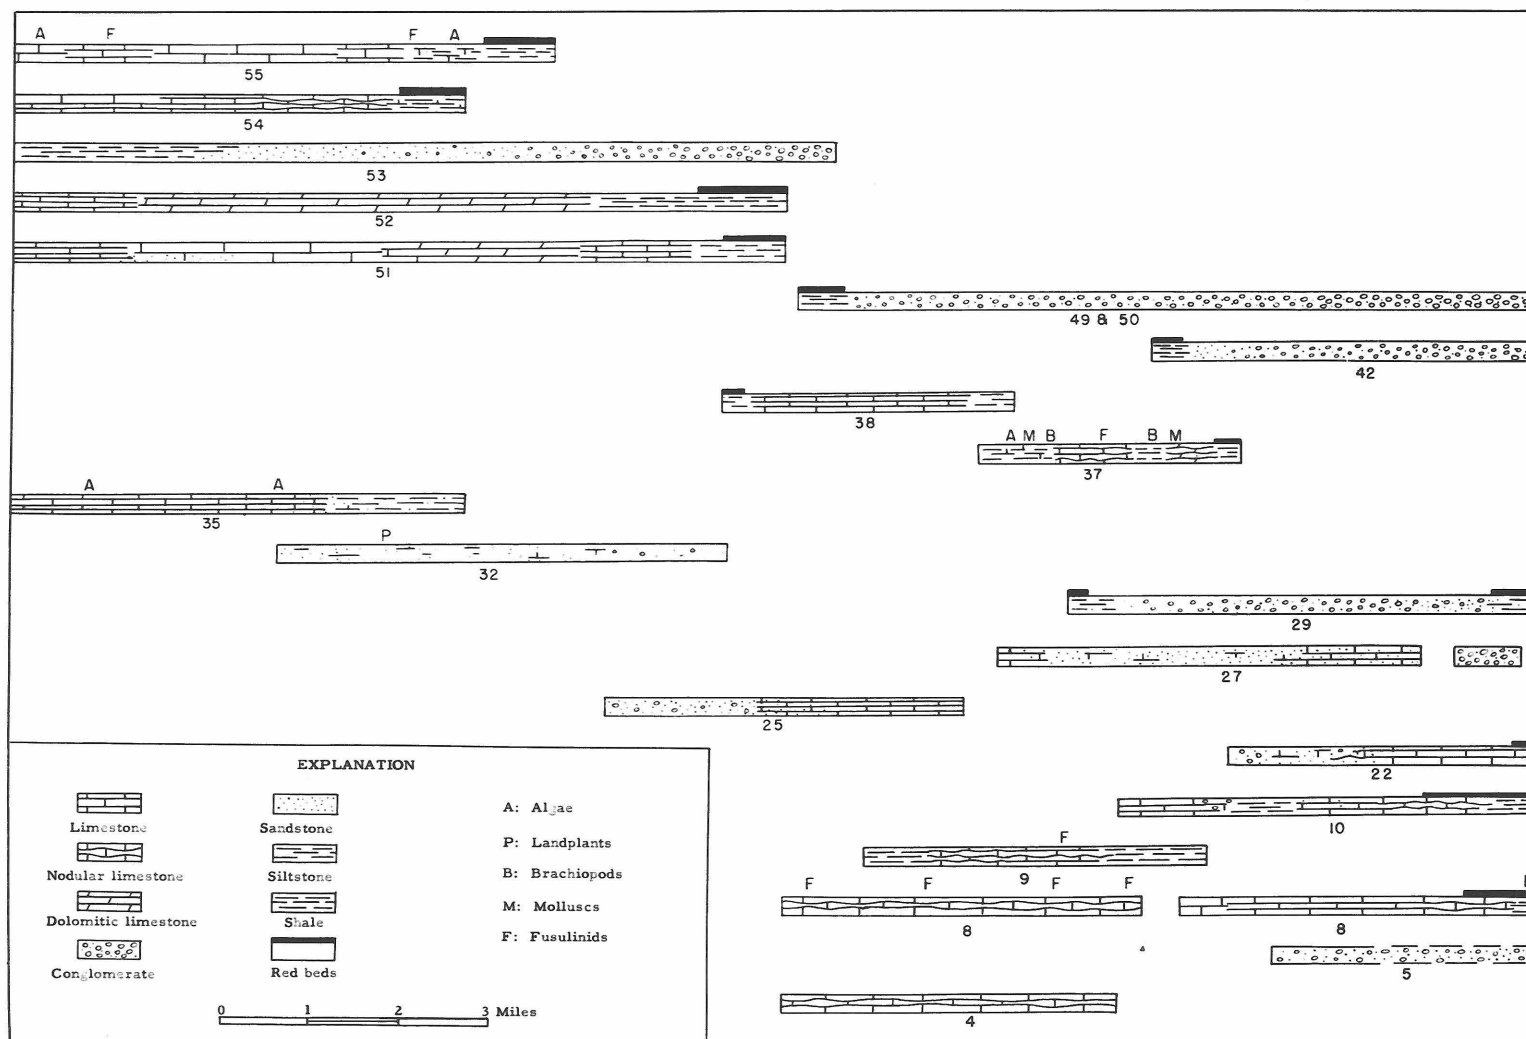 A F F A
55
54
53
52
51
49 & 50
42
38
A M B F B M
37
A A
35
P
32
29
27
25
22
10
F
9
F F F F
8 8
5
4
EXPLANATION
Limestone
Nodular limestone
Dolomitic limestone
Conglomerate
Sandstone
Siltstone
Shale
Red beds
A: Algae
P: Landplants
B: Brachiopods
M: Molluscs
F: Fusulinids
0 1 2 3 Miles